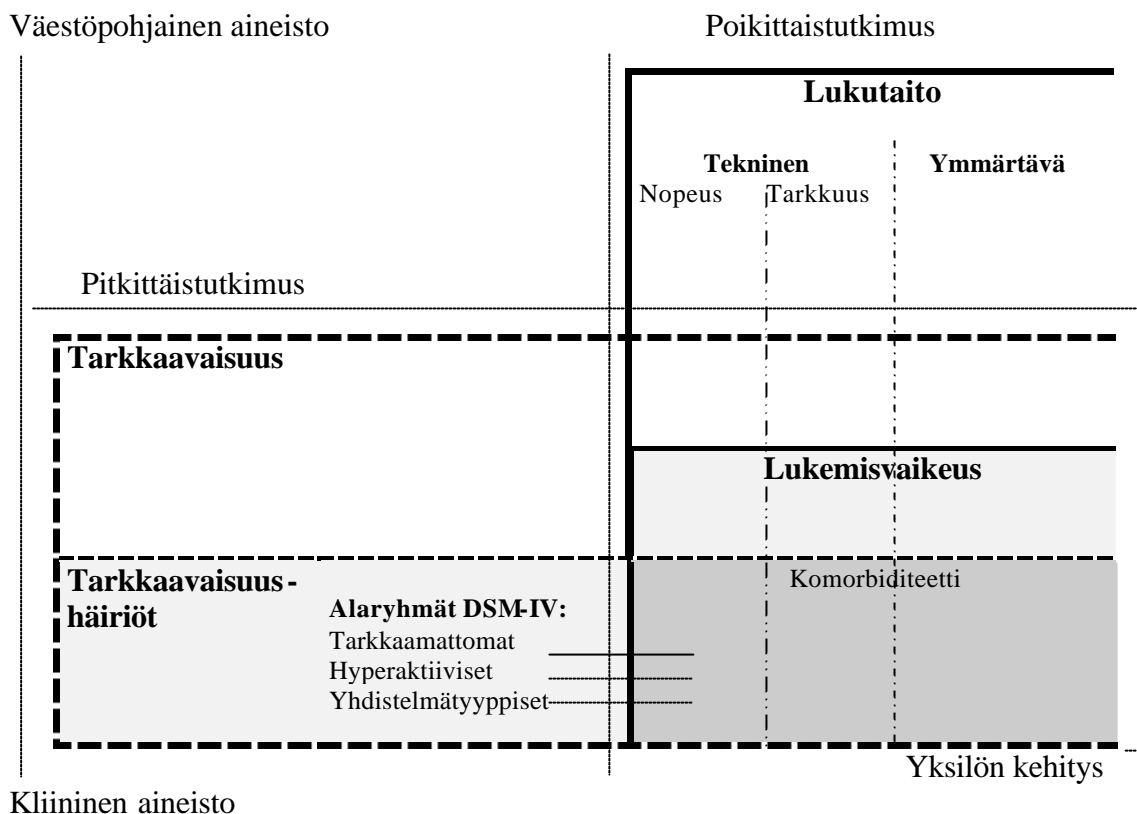 Väestöpohjainen aineisto
Poikittaistutkimus
Lukutaito
Tekninen
Ymmärtävä
Nopeus
Tarkkuus
Pitkittäistutkimus
Tarkkaavaisuus
Lukemisvaikeus
Tarkkaavaisuus-
häiriöt
Komorbiditeetti
Alaryhmät DSM-IV:
Tarkkaamattomat
Hyperaktiiviset
Yhdistelmätyyppiset
Yksilön kehitys
Kliininen aineisto